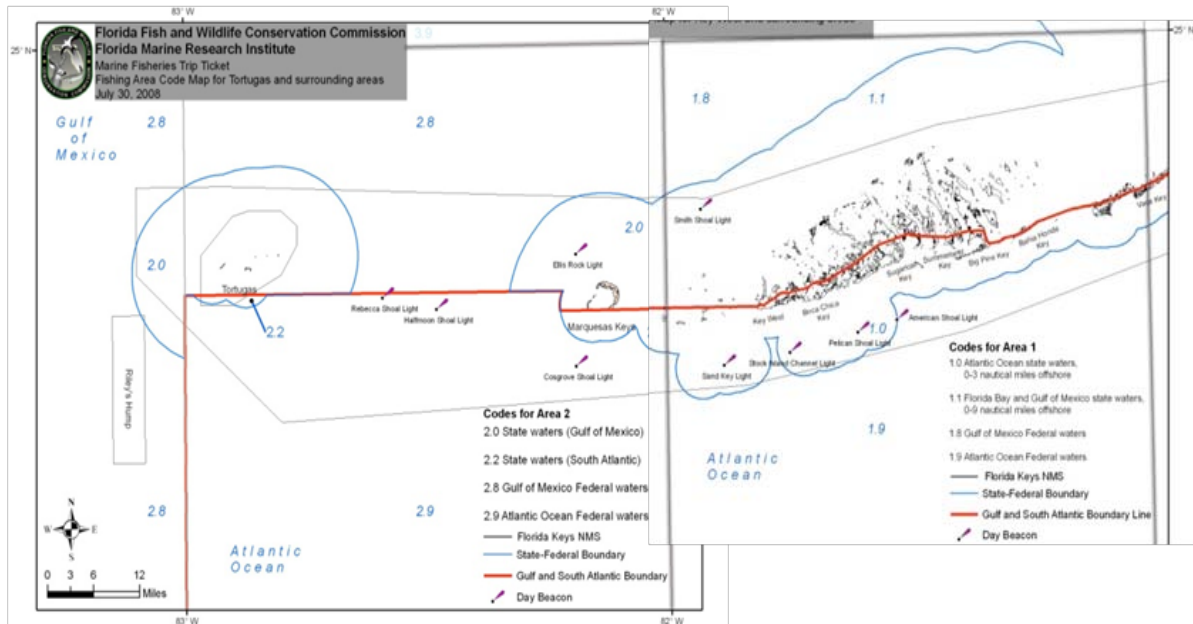 83° W
82° W
Florida Fish and Wildlife Conservation Commission
Florida Marine Research Institute
Marine Fisheries Trip Ticket
Fishing Area Code Map for Tortugas and surrounding areas
July 30, 2008
3.9
25° N
25° N
Gulf
of
Mexico
2.8
2.8
1.8
1.1
Smith Shoal Light
2.0
2.0
Ellis Rock Light
Tortugas
Rebecca Shoal Light
Halfmoon Shoal Light
2.2
Marquesas Keys
Key West
Boca Chica
Key
Sugarloaf
Key
Summerland
Key
Big Pine Key
Bahia Honda
Key
Vaca Key
1.0
American Shoal Light
Pelican Shoal Light
Stock Island Channel Light
Sand Key Light
Cosgrove Shoal Light
Riley's Hump
Codes for Area 1
1.0 Atlantic Ocean state waters,
0-3 nautical miles offshore
1.1 Florida Bay and Gulf of Mexico state waters,
0-9 nautical miles offshore
1.8 Gulf of Mexico Federal waters
1.9 Atlantic Ocean Federal waters
Florida Keys NMS
State-Federal Boundary
Gulf and South Atlantic Boundary Line
Day Beacon
1.9
Atlantic
Ocean
Codes for Area 2
2.0 State waters (Gulf of Mexico)
2.2 State waters (South Atlantic)
2.8 Gulf of Mexico Federal waters
2.9 Atlantic Ocean Federal waters
Florida Keys NMS
State-Federal Boundary
Gulf and South Atlantic Boundary
Day Beacon
2.8
2.9
Atlantic
Ocean
N
W E
S
0 3 6 12
Miles
83° W
82° W